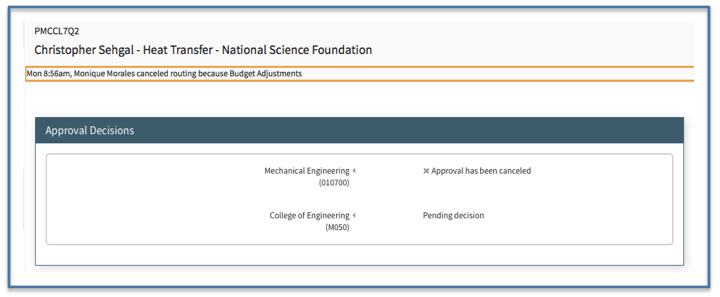 PMCCL7Q2
Christopher Sehgal - Heat Transfer - National Science Foundation
Mon 8:56am, Monique Morales canceled routing because Budget Adjustments
Approval Decisions
Mechanical Engineering
(010700)
Approval has been canceled
College of Engineering
(M050)
Pending decision